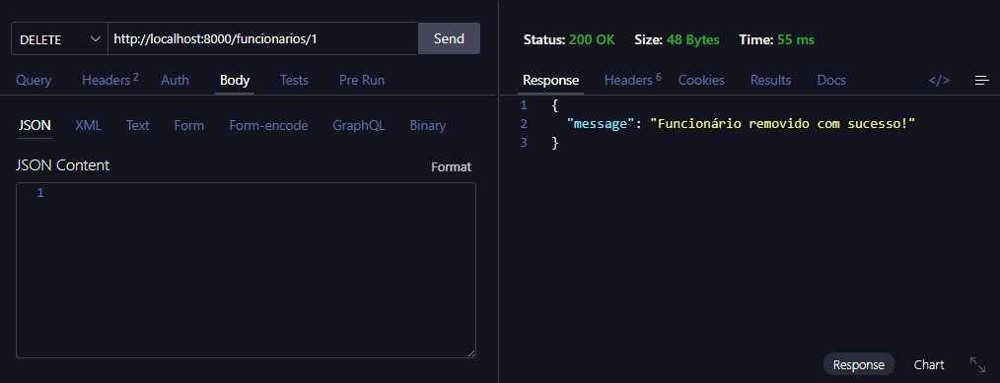 DELETE http://localhost:8000/funcionarios/1 Send
Query Headers 2 Auth Body Tests Pre Run
JSON XML Text Form Form-encode GraphQL Binary
JSON Content Format
1
Status: 200 OK Size: 48 Bytes Time: 55 ms
Response Headers 6 Cookies Results Docs </>
1 {
2 "message": "Funcionário removido com sucesso!"
3 }
Response Chart